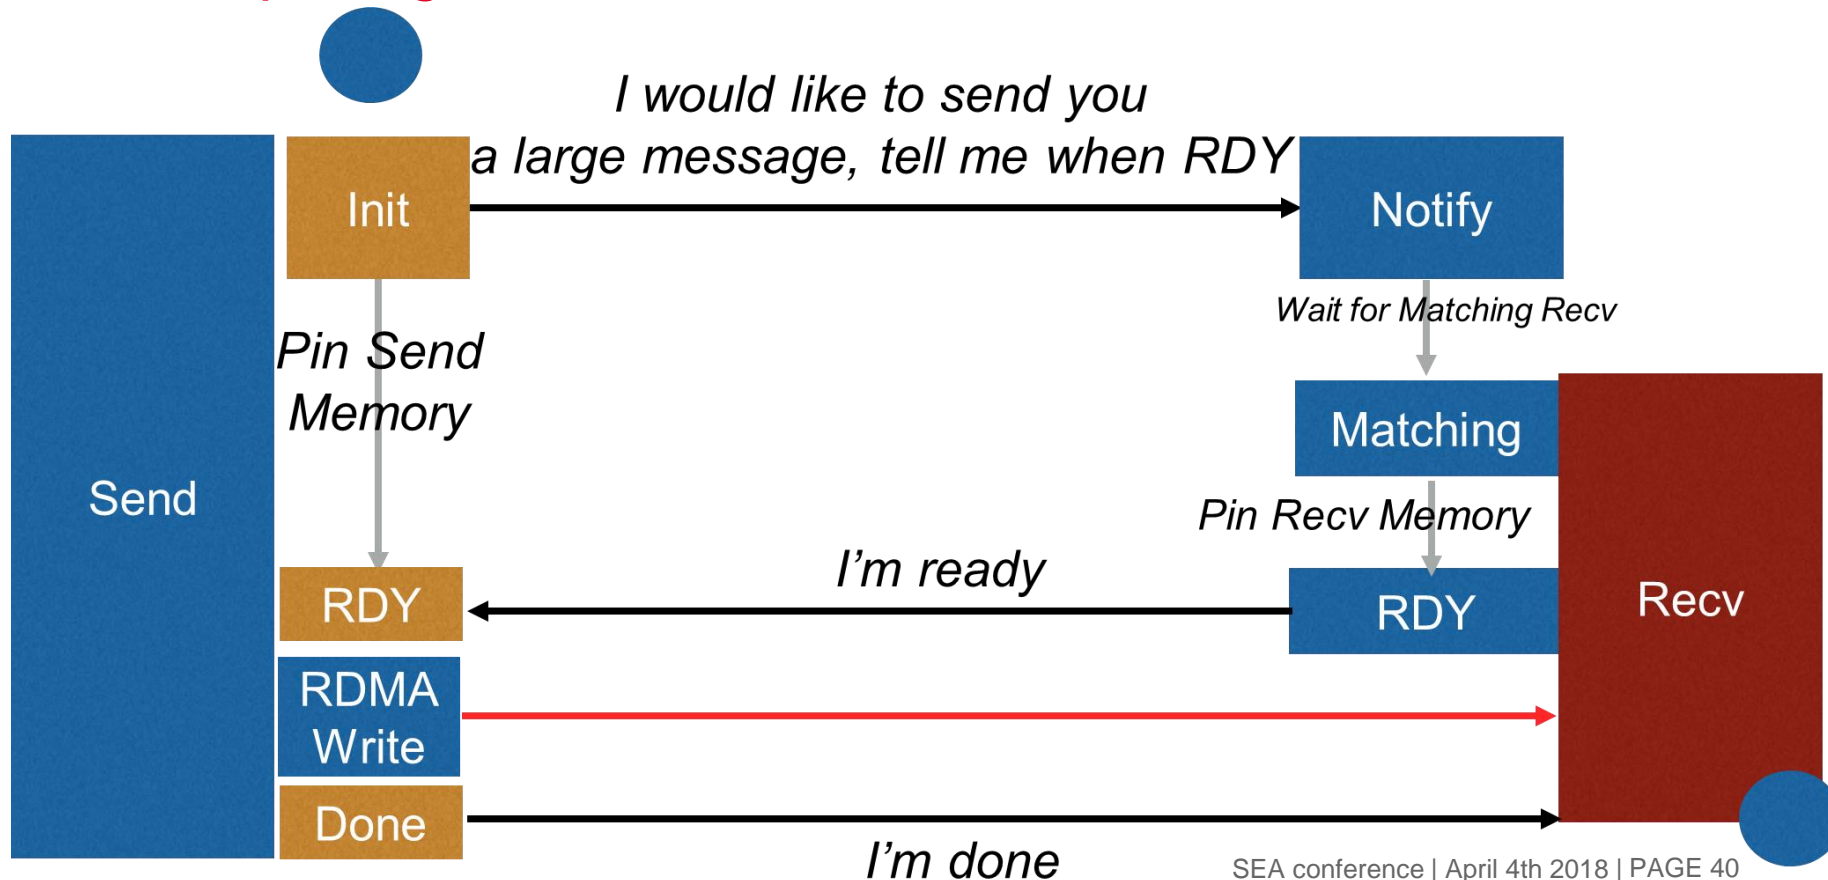 I would like to send you
a large message, tell me when RDY
Init
Notify
Wait for Matching Recv
Pin Send
Memory
Matching
Send
Pin Recv Memory
I'm ready
RDY
RDY
Recv
RDMA
Write
Done
I'm done
SEA conference | April 4th 2018 | PAGE 40